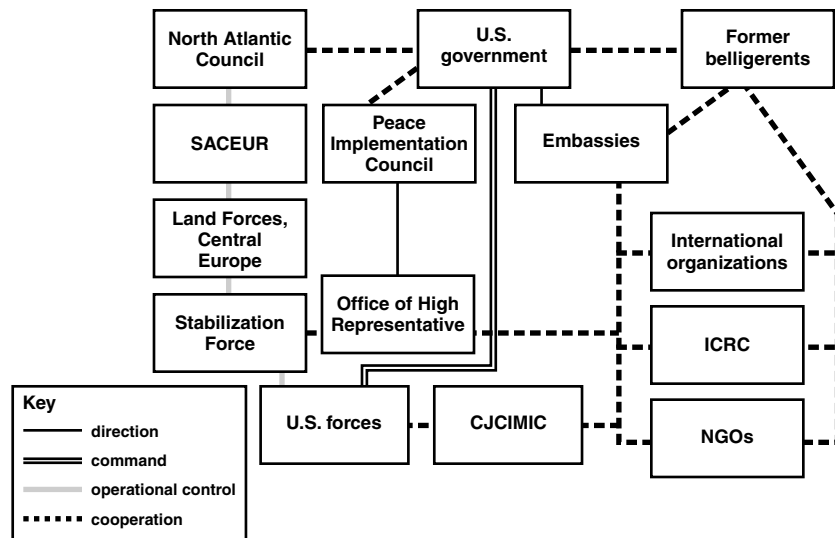 North Atlantic
Council
U.S.
government
Former
belligerents
SACEUR
Peace
Implementation
Council
Embassies
Land Forces,
Central
Europe
International
organizations
Stabilization
Force
Office of High
Representative
ICRC
U.S. forces
CJCIMIC
NGOs
Key
direction
command
operational control
cooperation